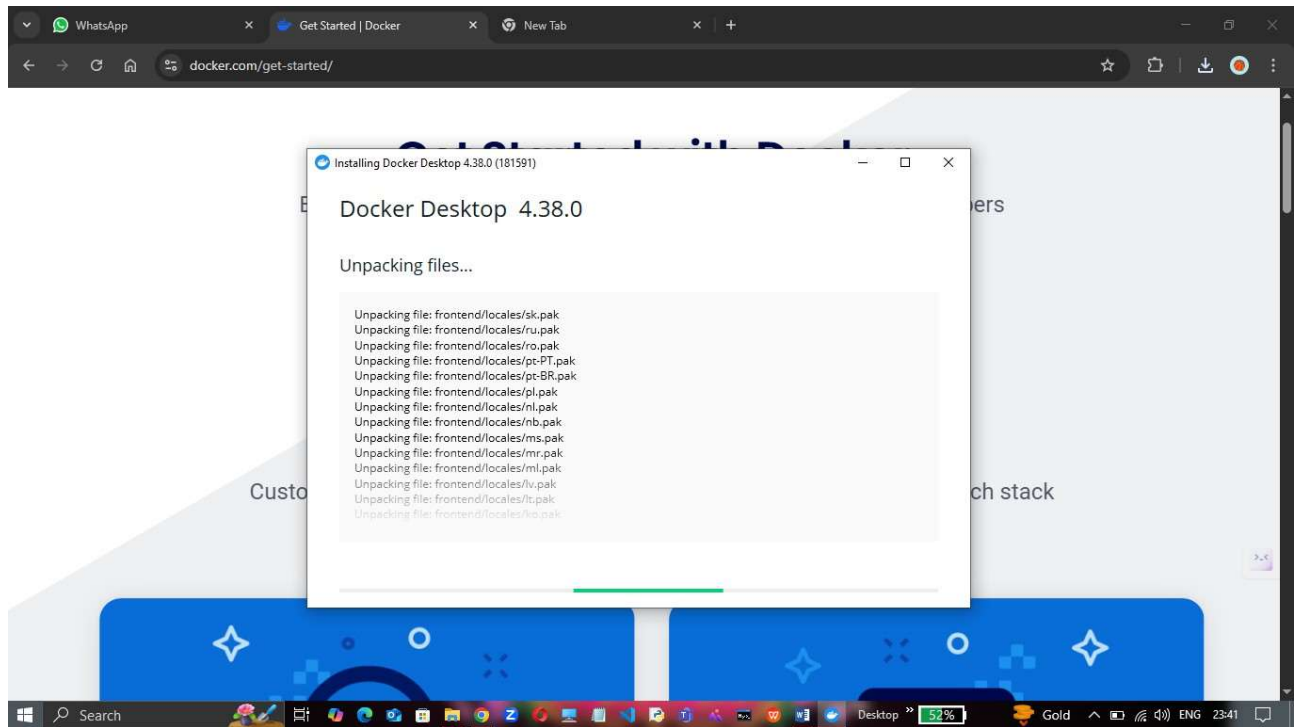 WhatsApp
Get Started | Docker
New Tab
docker.com/get-started/
Installing Docker Desktop 4.38.0 (181591)
ers
Docker Desktop 4.38.0
Unpacking files...
Unpacking file: frontend/locales/sk.pak
Unpacking file: frontend/locales/ru.pak
Unpacking file: frontend/locales/ro.pak
Unpacking file: frontend/locales/pt-PT.pak
Unpacking file: frontend/locales/pt-BR.pak
Unpacking file: frontend/locales/pl.pak
Unpacking file: frontend/locales/nl.pak
Unpacking file: frontend/locales/nb.pak
Unpacking file: frontend/locales/ms.pak
Unpacking file: frontend/locales/mr.pak
Unpacking file: frontend/locales/ml.pak
Unpacking file: frontend/locales/lv.pak
Unpacking file: frontend/locales/lt.pak
Unpacking file: frontend/locales/ko.pak
Custo
ch stack
Search
Desktop
52%
Gold
ENG
23:41